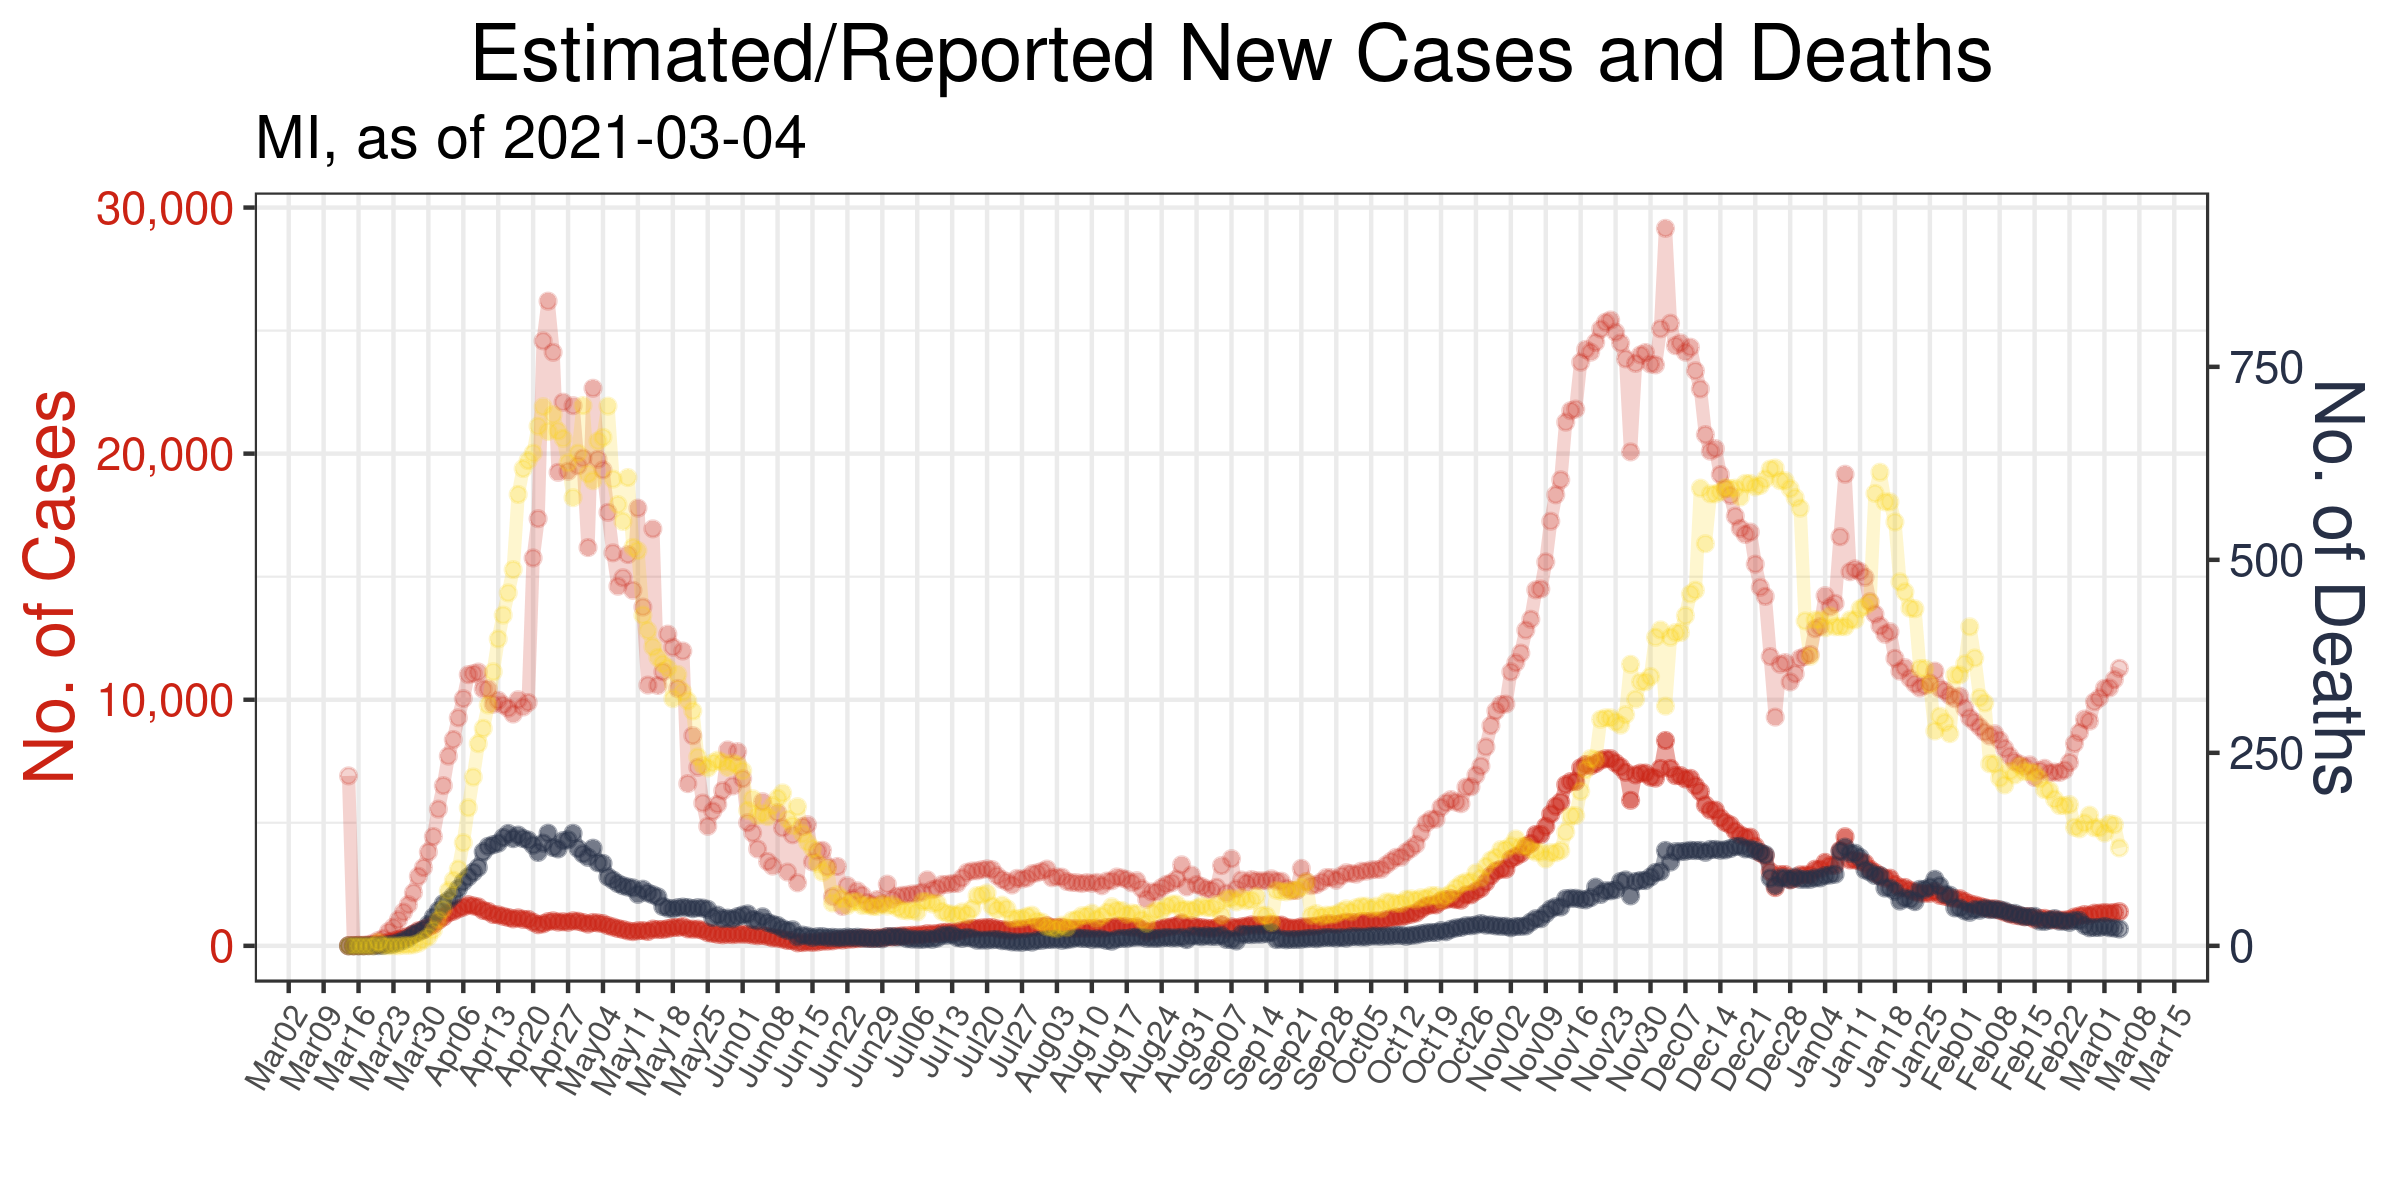 Estimated/Reported New Cases and Deaths
MI, as of 2021-03-04
No. of Cases
30,000
20,000
10,000
0
750
500
250
0
No. of Deaths
Mar02
Mar09
Mar16
Mar23
Mar30
Apr06
Apr13
Apr20
Apr27
May04
May11
May18
May25
Jun01
Jun08
Jun15
Jun22
Jun29
Jul06
Jul13
Jul20
Jul27
Aug03
Aug10
Aug17
Aug24
Aug31
Sep07
Sep14
Sep21
Sep28
Oct05
Oct12
Oct19
Oct26
Nov02
Nov09
Nov16
Nov23
Nov30
Dec07
Dec14
Dec21
Dec28
Jan04
Jan11
Jan18
Jan25
Feb01
Feb08
Feb15
Feb22
Mar01
Mar08
Mar15